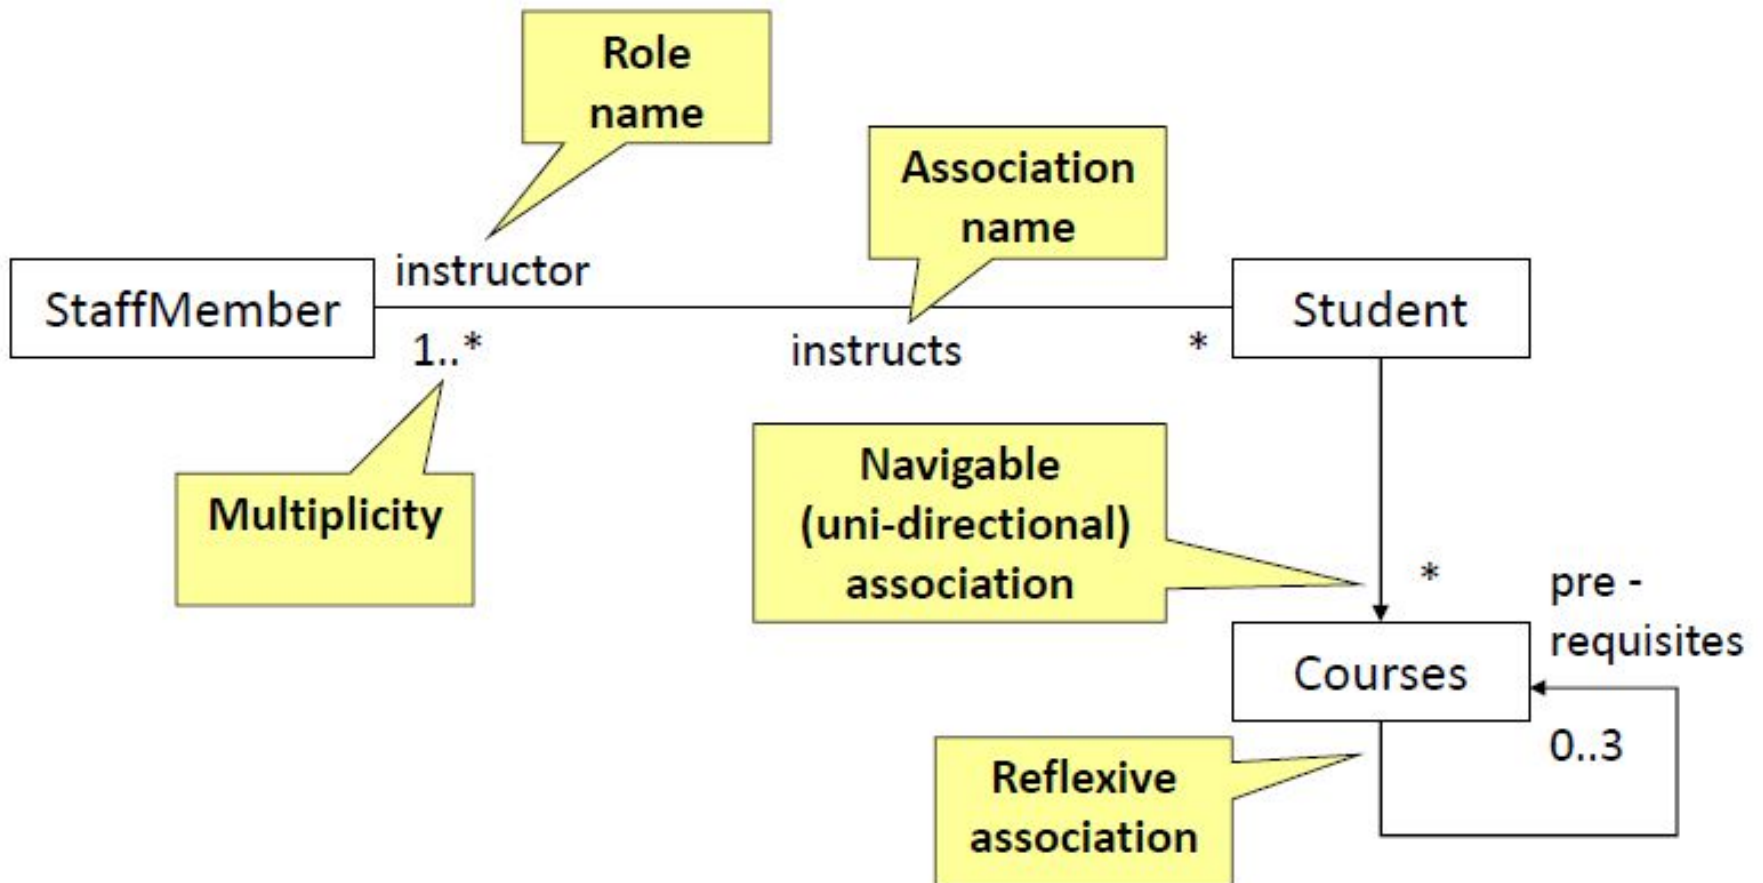 Role
name
Association
name
instructor
StaffMember
Student
1..*
instructs
*
Multiplicity
Navigable
(uni-directional)
association
*
pre -
requisites
Courses
0..3
Reflexive
association